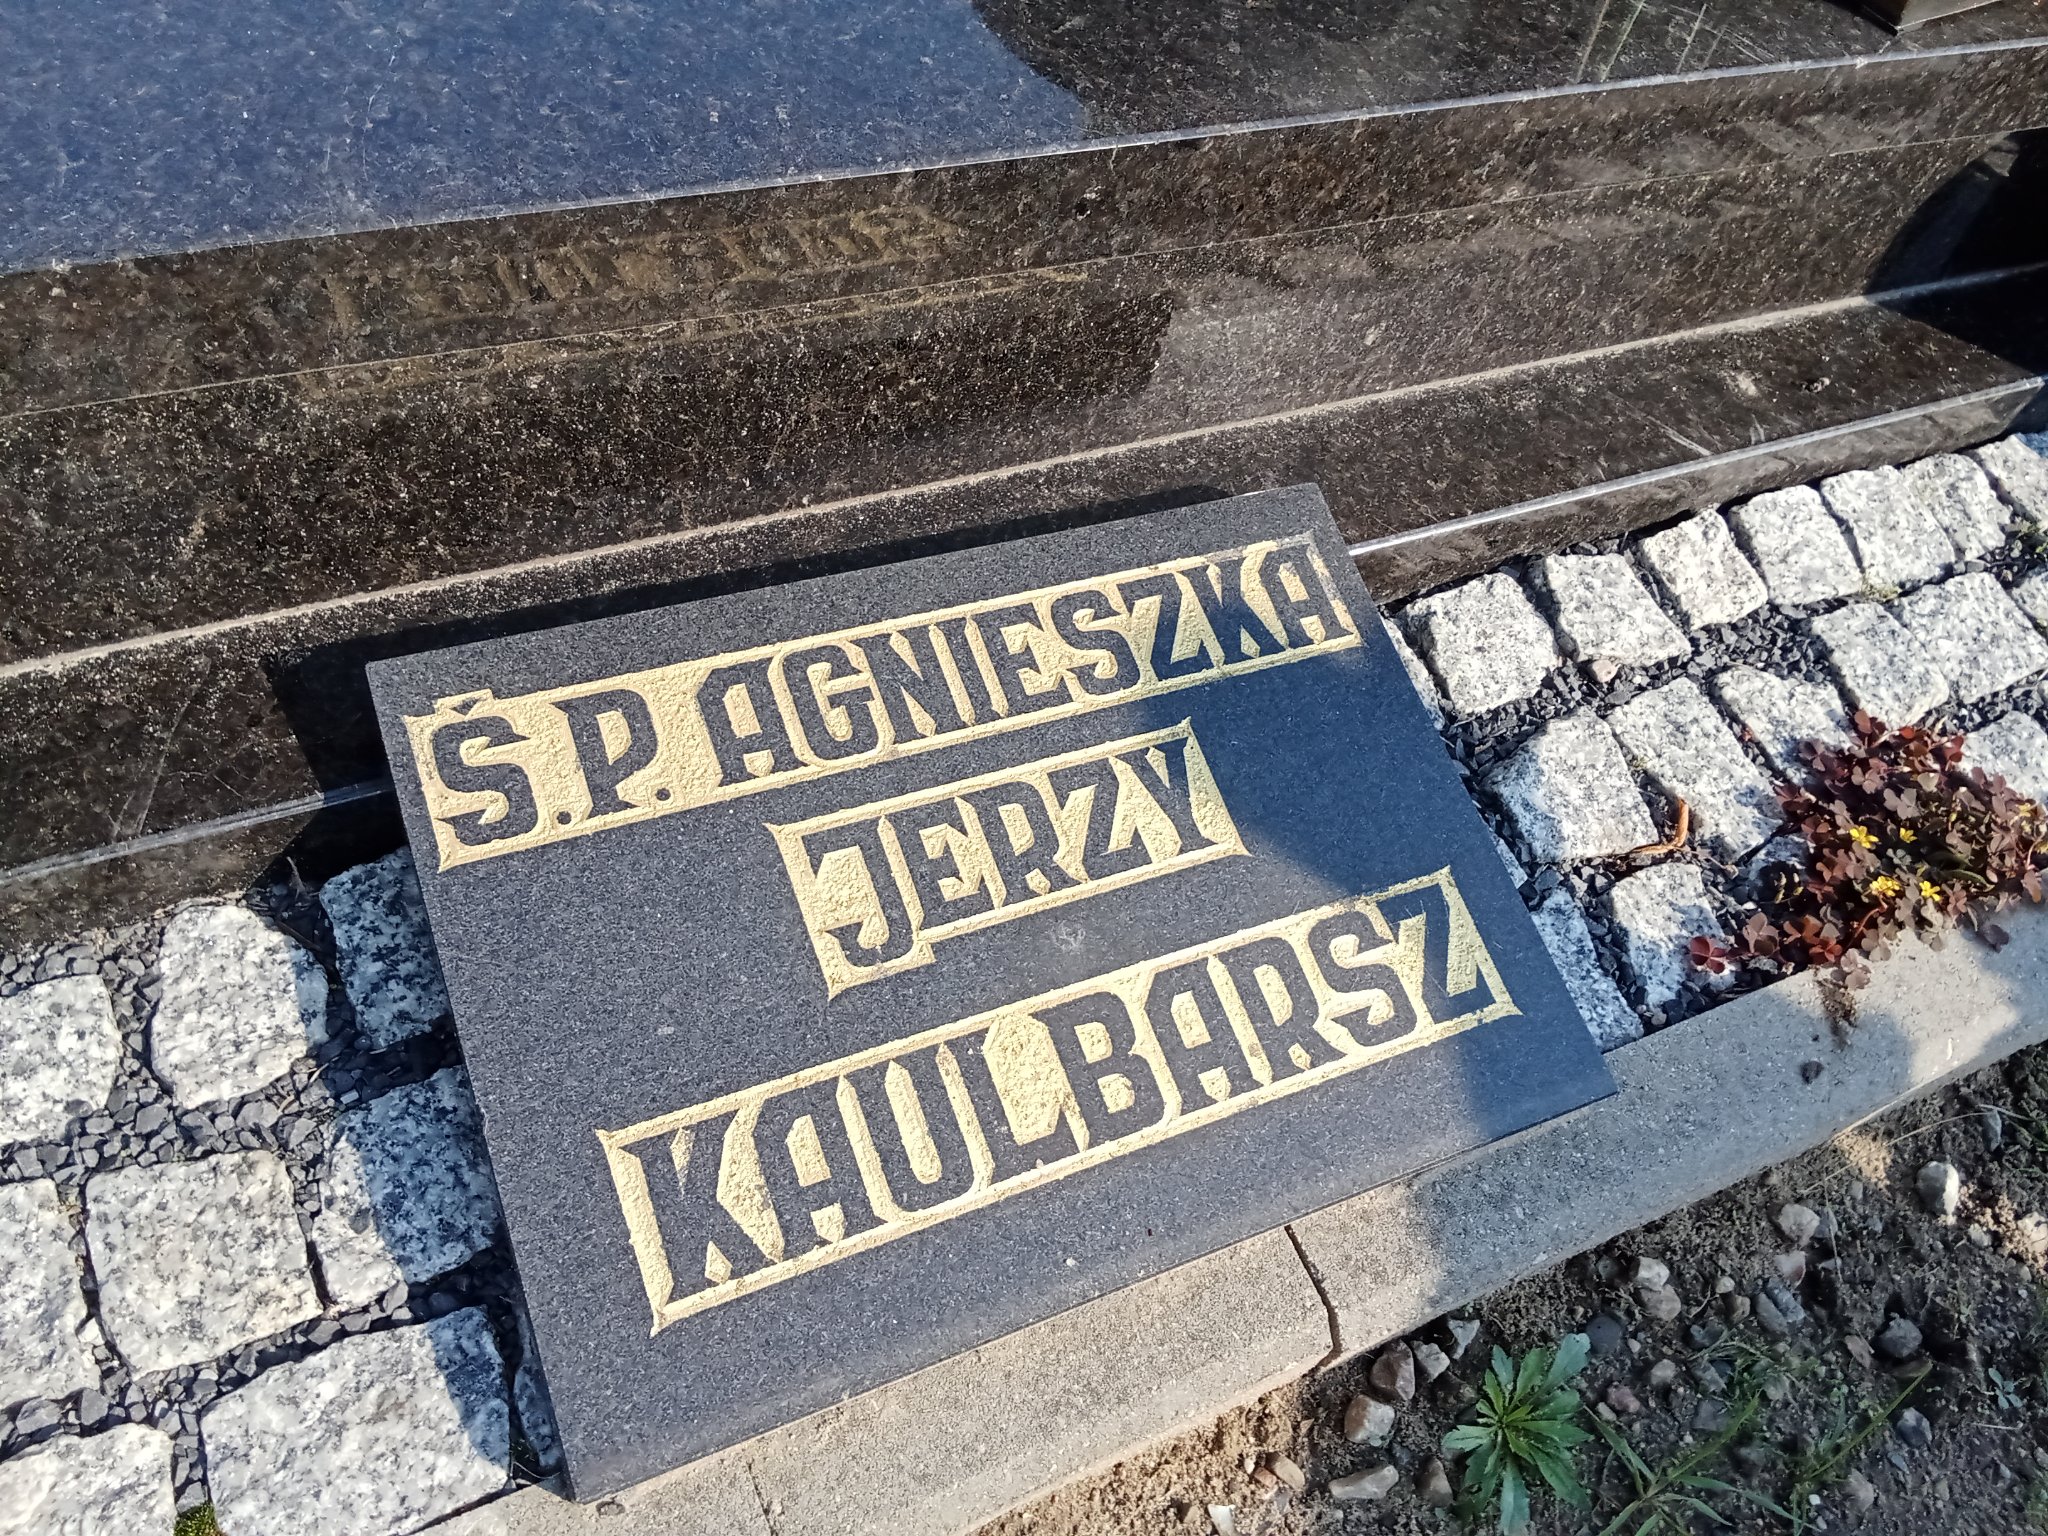 Ś.P. AGNIESZKA
JERZY
KAULBARSZ